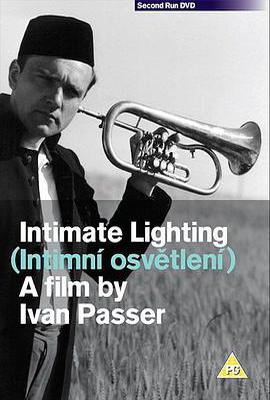 Second Run DVD
Intimate Lighting
(Intimní osvětlení)
A film by
Ivan Passer
PG